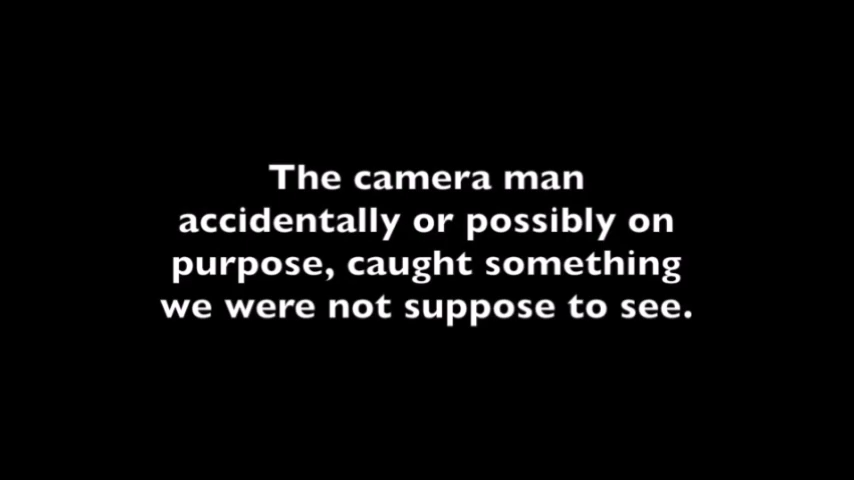 The camera man
accidentally or possibly on
purpose, caught something
we were not suppose to see.